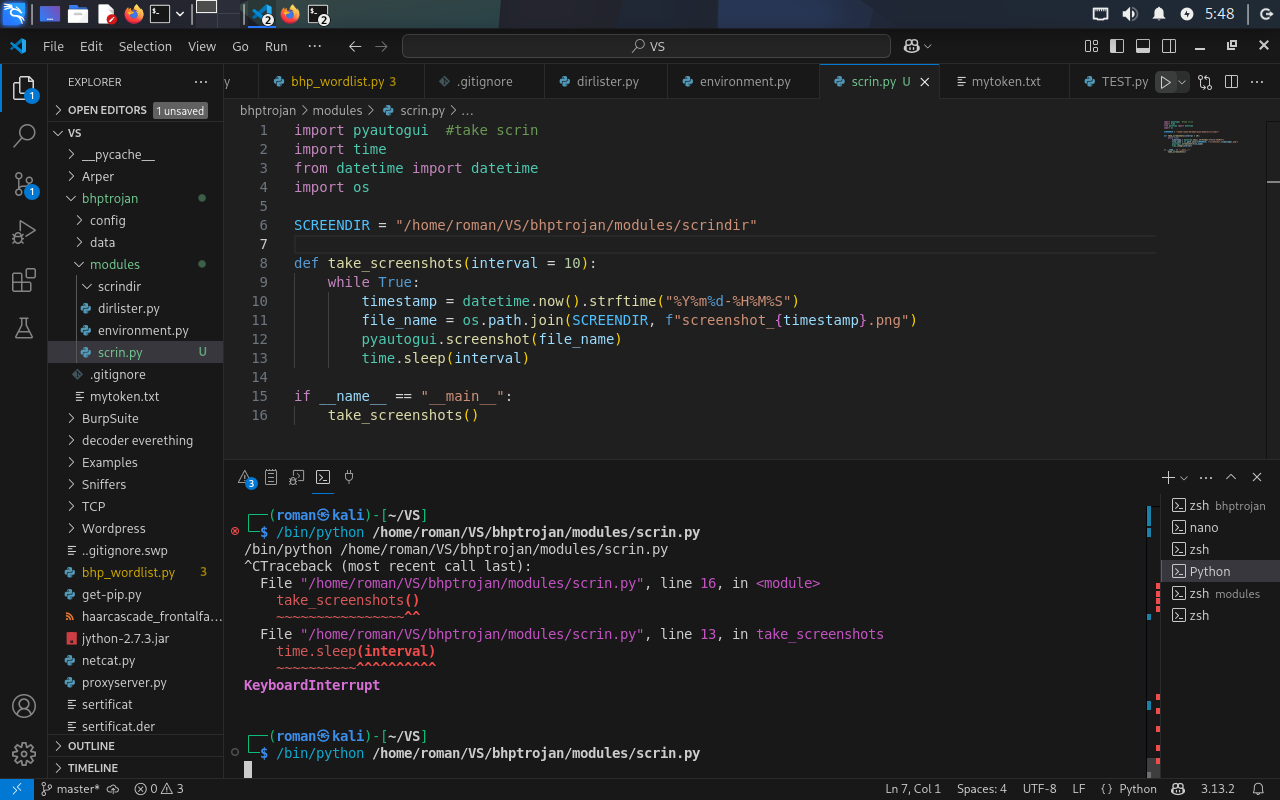 2
2
5:48
File Edit Selection View Go Run ...
VS
EXPLORER
y
bhp_wordlist.py 3
.gitignore
dirlister.py
environment.py
scrin.py U
mytoken.txt
TEST.py
OPEN EDITORS 1 unsaved
bhptrojan > modules > scrin.py > ...
VS
__pycache__
Arper
bhptrojan
config
data
modules
scrindir
dirlister.py
environment.py
scrin.py U
.gitignore
mytoken.txt
BurpSuite
decoder everething
Examples
Sniffers
TCP
Wordpress
..gitignore.swp
bhp_wordlist.py 3
get-pip.py
haarcascade_frontalfa...
jython-2.7.3.jar
netcat.py
proxyserver.py
sertificat
sertificat.der
OUTLINE
TIMELINE
1
1
1 import pyautogui  #take scrin
2 import time
3 from datetime import datetime
4 import os
5
6 SCREENDIR = "/home/roman/VS/bhptrojan/modules/scrindir"
7
8 def take_screenshots(interval = 10):
9     while True:
10         timestamp = datetime.now().strftime("%Y%m%d-%H%M%S")
11         file_name = os.path.join(SCREENDIR, f"screenshot_{timestamp}.png")
12         pyautogui.screenshot(file_name)
13         time.sleep(interval)
14
15 if __name__ == "__main__":
16     take_screenshots()
3
┌──(roman㉿kali)-[~/VS]
└─$ /bin/python /home/roman/VS/bhptrojan/modules/scrin.py
/bin/python /home/roman/VS/bhptrojan/modules/scrin.py
^CTraceback (most recent call last):
  File "/home/roman/VS/bhptrojan/modules/scrin.py", line 16, in <module>
    take_screenshots()
    ~~~~~~~~~~~~~~~~^^
  File "/home/roman/VS/bhptrojan/modules/scrin.py", line 13, in take_screenshots
    time.sleep(interval)
    ~~~~~~~~~~^^^^^^^^^^
KeyboardInterrupt
┌──(roman㉿kali)-[~/VS]
└─$ /bin/python /home/roman/VS/bhptrojan/modules/scrin.py
zsh bhptrojan
nano
zsh
Python
zsh modules
zsh
master*
0
3
Ln 7, Col 1
Spaces: 4
UTF-8
LF
{} Python
3.13.2